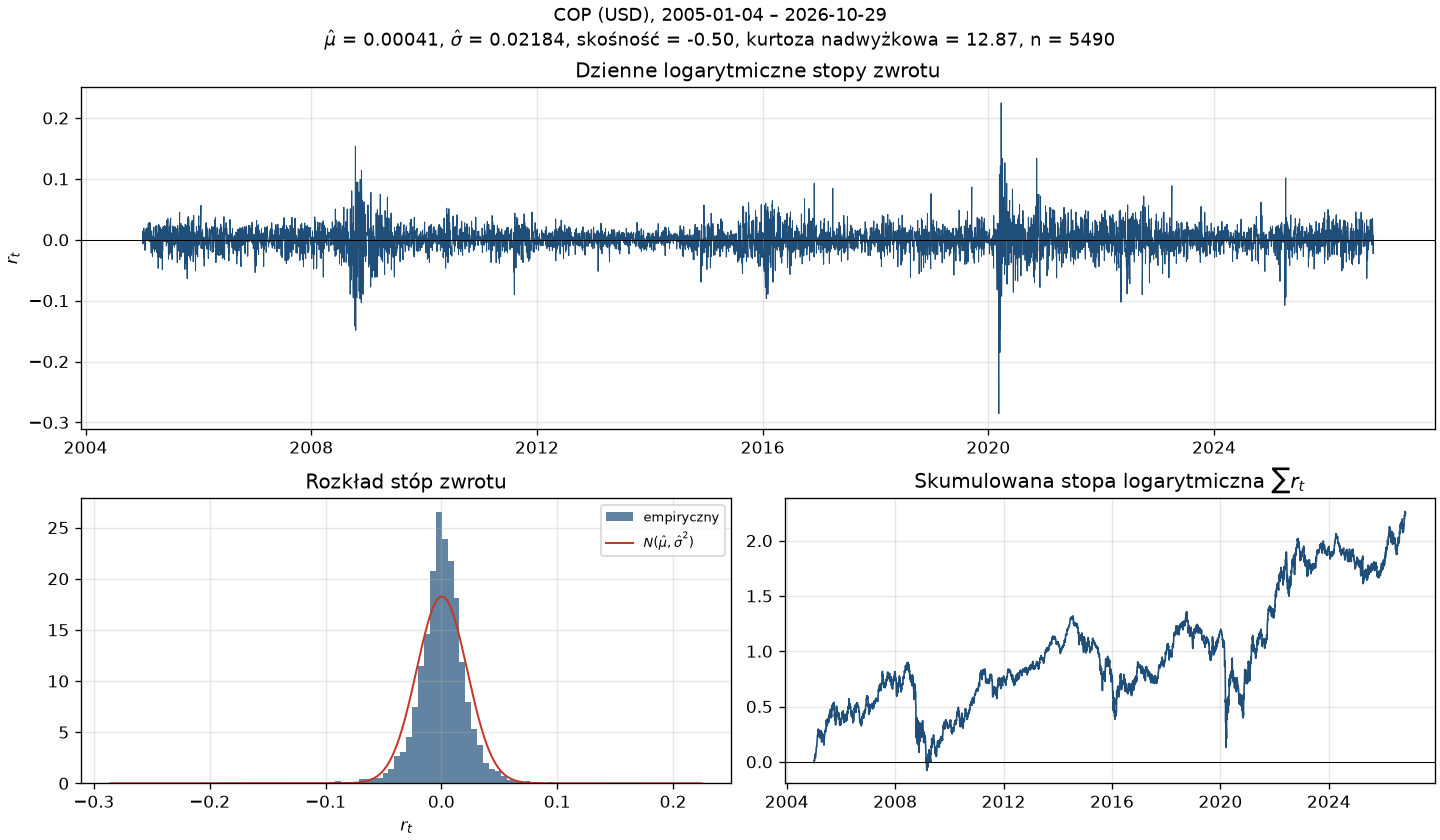 COP (USD), 2005-01-04 – 2026-10-29
μ̂ = 0.00041, σ̂ = 0.02184, skośność = -0.50, kurtoza nadwyżkowa = 12.87, n = 5490
Dzienne logarytmiczne stopy zwrotu
0.2
0.1
0.0
−0.1
−0.2
−0.3
r_t
2004 2008 2012 2016 2020 2024
Rozkład stóp zwrotu
25
20
15
10
5
0
empiryczny
N(μ̂, σ̂²)
−0.3 −0.2 −0.1 0.0 0.1 0.2
r_t
Skumulowana stopa logarytmiczna ∑r_t
2.0
1.5
1.0
0.5
0.0
2004 2008 2012 2016 2020 2024